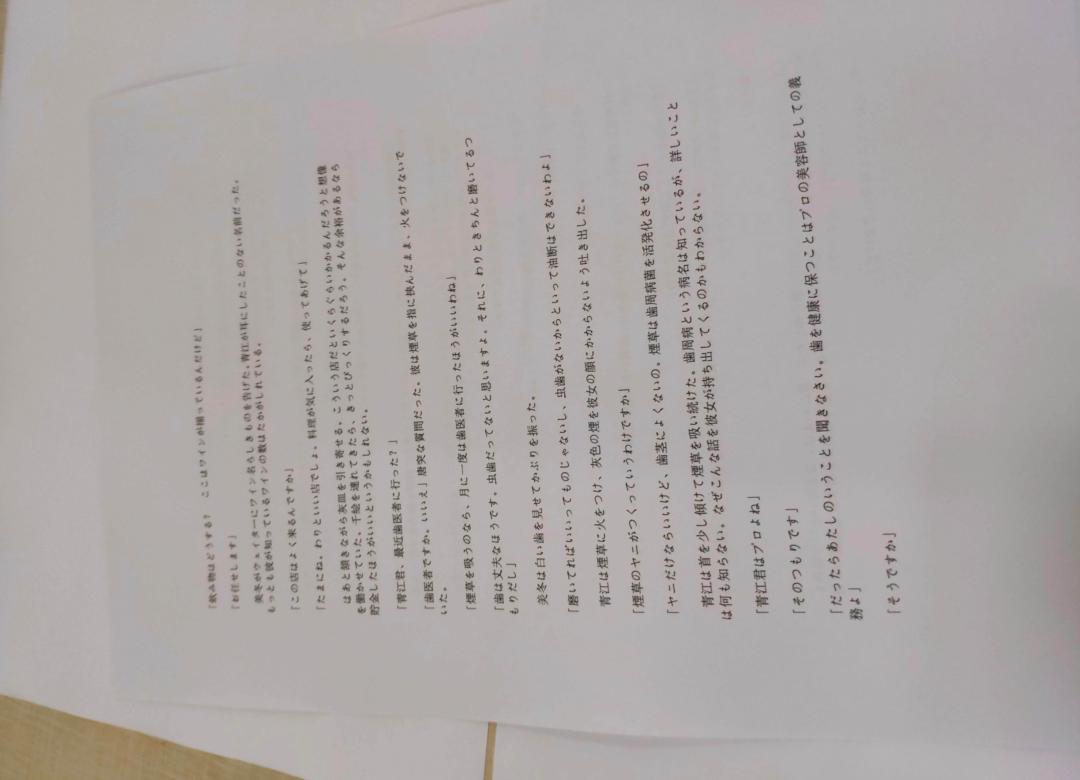 「飲み物はどうする？　ここはワインが揃っているんだけど」
「お任せします」
美冬がウェイターにワイン名らしきものを告げた。青江が耳にしたことのない名前だった。
もっとも彼が知っているワインの数はたかがしれている。
「この店はよく来るんですか」
「たまにね。わりといい店でしょ。料理が気に入ったら、使ってあげて」
はあと頷きながら灰皿を引き寄せる。こういう店だといくらぐらいかかるんだろうと想像
を働かせていた。千絵を連れてきたら、きっとびっくりするだろう。そんな余裕があるなら
貯金したほうがいいというかもしれない。
「青江君、最近歯医者に行った？」
「歯医者ですか。いいえ」唐突な質問だった。彼は煙草を指に挟んだまま、火をつけないで
いた。
「煙草を吸うのなら、月に一度は歯医者に行ったほうがいいわね」
「歯は丈夫なほうです。虫歯だってないと思いますよ。それに、わりときちんと磨いてるつ
もりだし」
美冬は白い歯を見せてかぶりを振った。
「磨いてればいいってものじゃないし、虫歯がないからといって油断はできないわよ」
青江は煙草に火をつけ、灰色の煙を彼女の顔にかからないよう吐き出した。
「煙草のヤニがつくっていうわけですか」
「ヤニだけならいいけど、歯茎によくないの。煙草は歯周病菌を活発化させるの」
青江は首を少し傾けて煙草を吸い続けた。歯周病という病名は知っているが、詳しいこと
は何も知らない。なぜこんな話を彼女が持ち出してくるのかもわからない。
「青江君はプロよね」
「そのつもりです」
「だったらあたしのいうことを聞きなさい。歯を健康に保つことはプロの美容師としての義
務よ」
「そうですか」